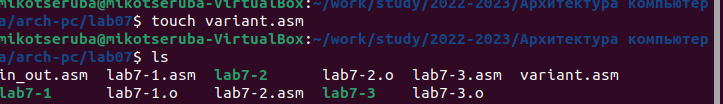 mikotseruba@mikotseruba-VirtualBox:~/work/study/2022-2023/Архитектура компьютер
а/arch-pc/lab07$ touch variant.asm
mikotseruba@mikotseruba-VirtualBox:~/work/study/2022-2023/Архитектура компьютер
а/arch-pc/lab07$ ls
in_out.asm lab7-1.asm lab7-2 lab7-2.o lab7-3.asm variant.asm
lab7-1 lab7-1.o lab7-2.asm lab7-3 lab7-3.o